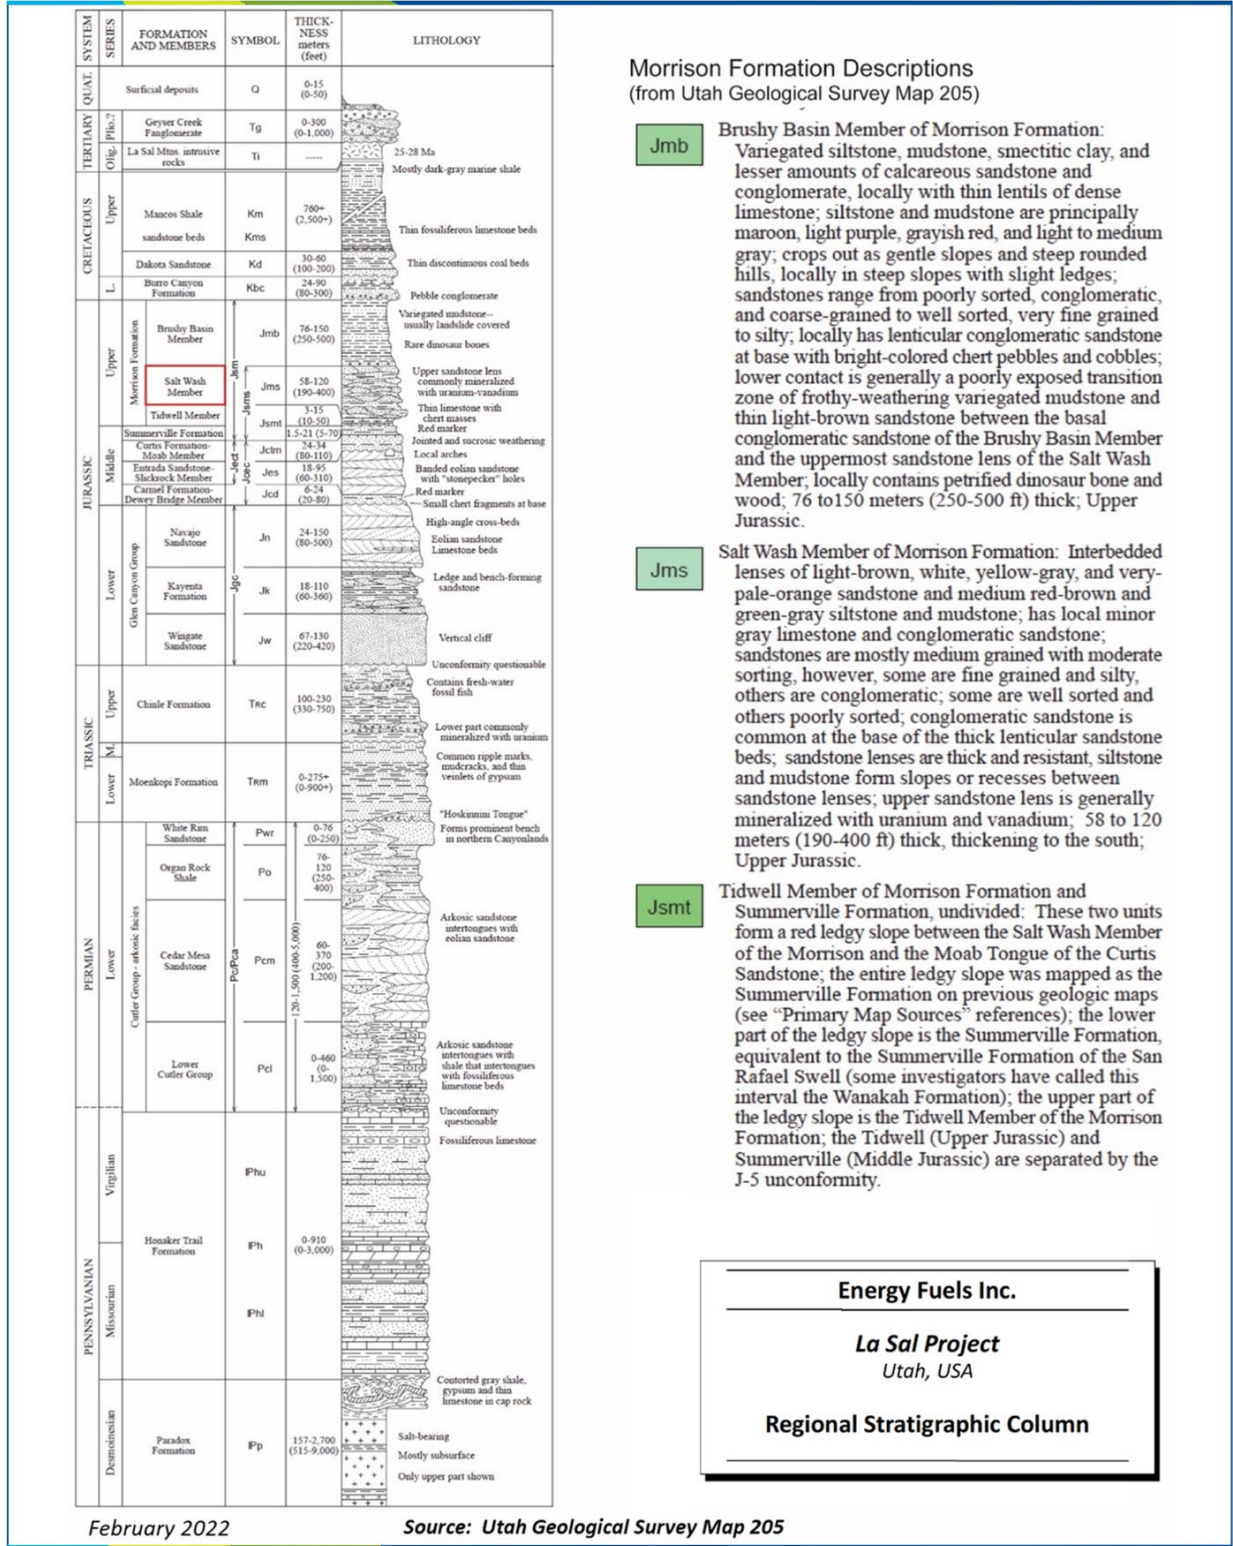 SYSTEM
SERIES
FORMATION
AND MEMBERS
SYMBOL
THICK-
NESS
meters
(feet)
LITHOLOGY
QUAT.
Surficial deposits
Q
0-15
(0-50)
TERTIARY
Plio.?
Geyser Creek
Fanglomerate
Tg
0-300
(0-1,000)
Olig.
La Sal Mtns. intrusive
rocks
Ti
-----
25-28 Ma
Mostly dark-gray marine shale
CRETACEOUS
Upper
Mancos Shale
sandstone beds
Km
Kms
760+
(2,500+)
Thin fossiliferous limestone beds
Dakota Sandstone
Kd
30-60
(100-200)
Thin discontinuous coal beds
L.
Burro Canyon
Formation
Kbc
24-90
(80-300)
Pebble conglomerate
JURASSIC
Upper
Morrison Formation
Brushy Basin
Member
Jsm
Jmb
76-150
(250-500)
Variegated mudstone--
usually landslide covered
Rare dinosaur bones
Salt Wash
Member
Jsms
Jms
58-120
(190-400)
Upper sandstone lens
commonly mineralized
with uranium-vanadium
Tidwell Member
Jsmt
3-15
(10-50)
Thin limestone with
chert masses
Red marker
Summerville Formation
1.5-21 (5-70)
Middle
Curtis Formation-
Moab Member
Ject
Jcec
Jctm
24-34
(80-110)
Jointed and sucrosic weathering
Local arches
Entrada Sandstone-
Slickrock Member
Jes
18-95
(60-310)
Banded eolian sandstone
with "stonepecker" holes
Carmel Formation-
Dewey Bridge Member
Jcd
6-24
(20-80)
Red marker
Small chert fragments at base
Lower
Glen Canyon Group
Navajo
Sandstone
Jgc
Jn
24-150
(80-500)
High-angle cross-beds
Eolian sandstone
Limestone beds
Kayenta
Formation
Jk
18-110
(60-360)
Ledge and bench-forming
sandstone
Wingate
Sandstone
Jw
67-130
(220-420)
Vertical cliff
Unconformity questionable
TRIASSIC
Upper
Chinle Formation
TRC
100-230
(330-750)
Contains fresh-water
fossil fish
Lower part commonly
mineralized with uranium
M.
Lower
Moenkopi Formation
TRm
0-275+
(0-900+)
Common ripple marks,
mudcracks, and thin
veinlets of gypsum
"Hoskinnini Tongue"
PERMIAN
Lower
Cutler Group - arkosic facies
White Rim
Sandstone
Pc/Pca
Pwr
0-76
(0-250)
Forms prominent bench
in northern Canyonlands
Organ Rock
Shale
Po
76-
120
(250-
400)
120-1,500 (400-5,000)
Cedar Mesa
Sandstone
Pcm
60-
370
(200-
1,200)
Arkosic sandstone
intertongues with
eolian sandstone
Lower
Cutler Group
Pcl
0-460
(0-
1,500)
Arkosic sandstone
intertongues with
shale that intertongues
with fossiliferous
limestone beds
Unconformity
questionable
Fossiliferous limestone
PENNSYLVANIAN
Virgilian
Missourian
Honaker Trail
Formation
IPhu
IPh
IPhl
0-910
(0-3,000)
Contorted gray shale,
gypsum and thin
limestone in cap rock
Desmoinesian
Paradox
Formation
IPp
157-2,700
(515-9,000)
Salt-bearing
Mostly subsurface
Only upper part shown
Morrison Formation Descriptions
(from Utah Geological Survey Map 205)
Jmb
Brushy Basin Member of Morrison Formation:
Variegated siltstone, mudstone, smectitic clay, and
lesser amounts of calcareous sandstone and
conglomerate, locally with thin lentils of dense
limestone; siltstone and mudstone are principally
maroon, light purple, grayish red, and light to medium
gray; crops out as gentle slopes and steep rounded
hills, locally in steep slopes with slight ledges;
sandstones range from poorly sorted, conglomeratic,
and coarse-grained to well sorted, very fine grained
to silty; locally has lenticular conglomeratic sandstone
at base with bright-colored chert pebbles and cobbles;
lower contact is generally a poorly exposed transition
zone of frothy-weathering variegated mudstone and
thin light-brown sandstone between the basal
conglomeratic sandstone of the Brushy Basin Member
and the uppermost sandstone lens of the Salt Wash
Member; locally contains petrified dinosaur bone and
wood; 76 to150 meters (250-500 ft) thick; Upper
Jurassic.
Jms
Salt Wash Member of Morrison Formation: Interbedded
lenses of light-brown, white, yellow-gray, and very-
pale-orange sandstone and medium red-brown and
green-gray siltstone and mudstone; has local minor
gray limestone and conglomeratic sandstone;
sandstones are mostly medium grained with moderate
sorting, however, some are fine grained and silty,
others are conglomeratic; some are well sorted and
others poorly sorted; conglomeratic sandstone is
common at the base of the thick lenticular sandstone
beds; sandstone lenses are thick and resistant, siltstone
and mudstone form slopes or recesses between
sandstone lenses; upper sandstone lens is generally
mineralized with uranium and vanadium; 58 to 120
meters (190-400 ft) thick, thickening to the south;
Upper Jurassic.
Jsmt
Tidwell Member of Morrison Formation and
Summerville Formation, undivided: These two units
form a red ledgy slope between the Salt Wash Member
of the Morrison and the Moab Tongue of the Curtis
Sandstone; the entire ledgy slope was mapped as the
Summerville Formation on previous geologic maps
(see “Primary Map Sources” references); the lower
part of the ledgy slope is the Summerville Formation,
equivalent to the Summerville Formation of the San
Rafael Swell (some investigators have called this
interval the Wanakah Formation); the upper part of
the ledgy slope is the Tidwell Member of the Morrison
Formation; the Tidwell (Upper Jurassic) and
Summerville (Middle Jurassic) are separated by the
J-5 unconformity.
Energy Fuels Inc.
La Sal Project
Utah, USA
Regional Stratigraphic Column
February 2022
Source: Utah Geological Survey Map 205